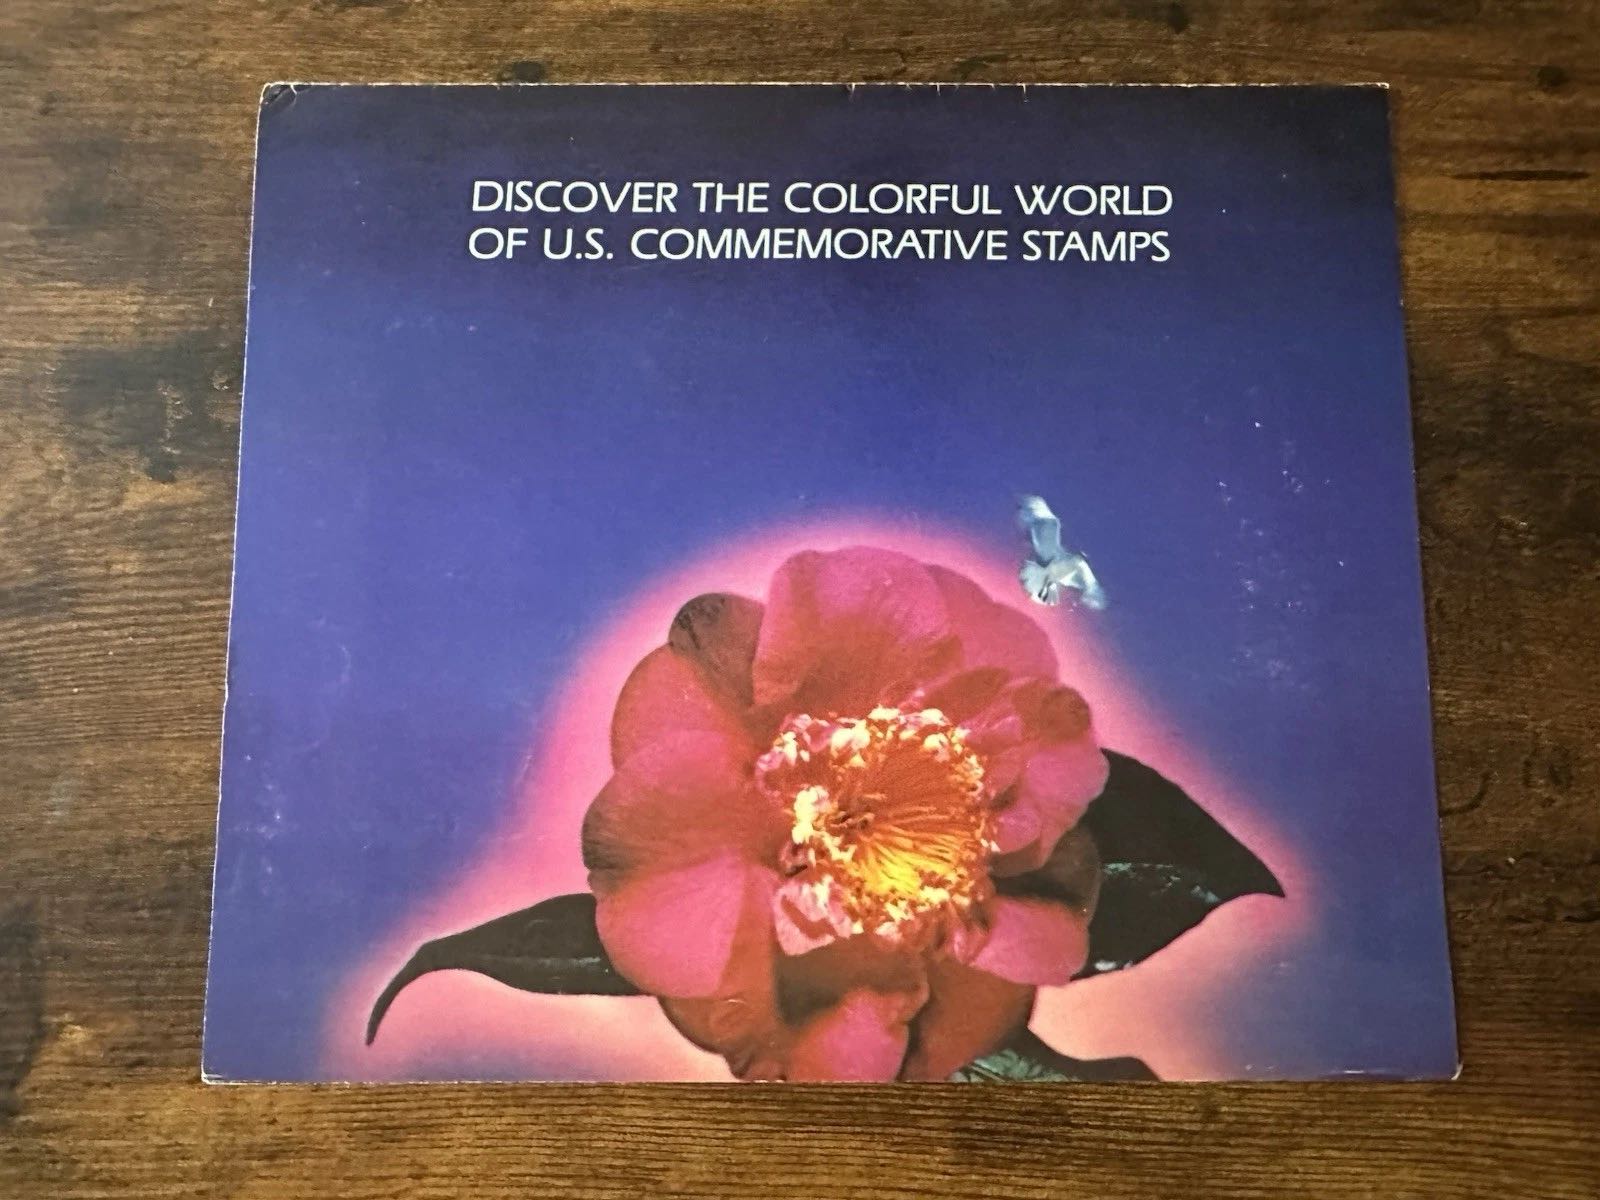 DISCOVER THE COLORFUL WORLD
OF U.S. COMMEMORATIVE STAMPS